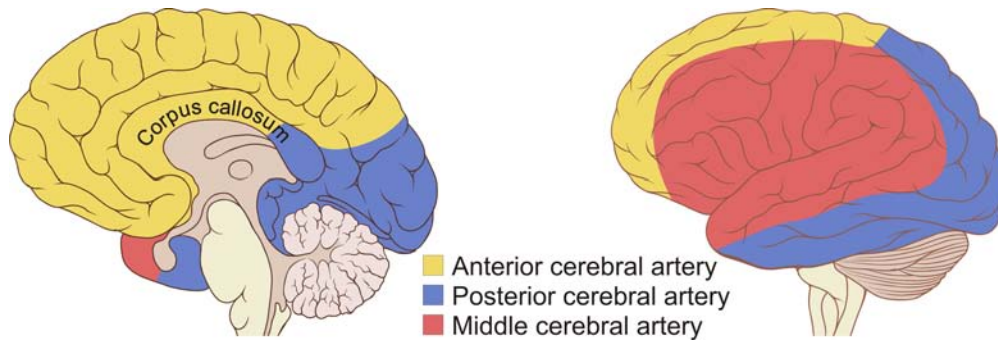 Corpus callosum
Anterior cerebral artery
Posterior cerebral artery
Middle cerebral artery